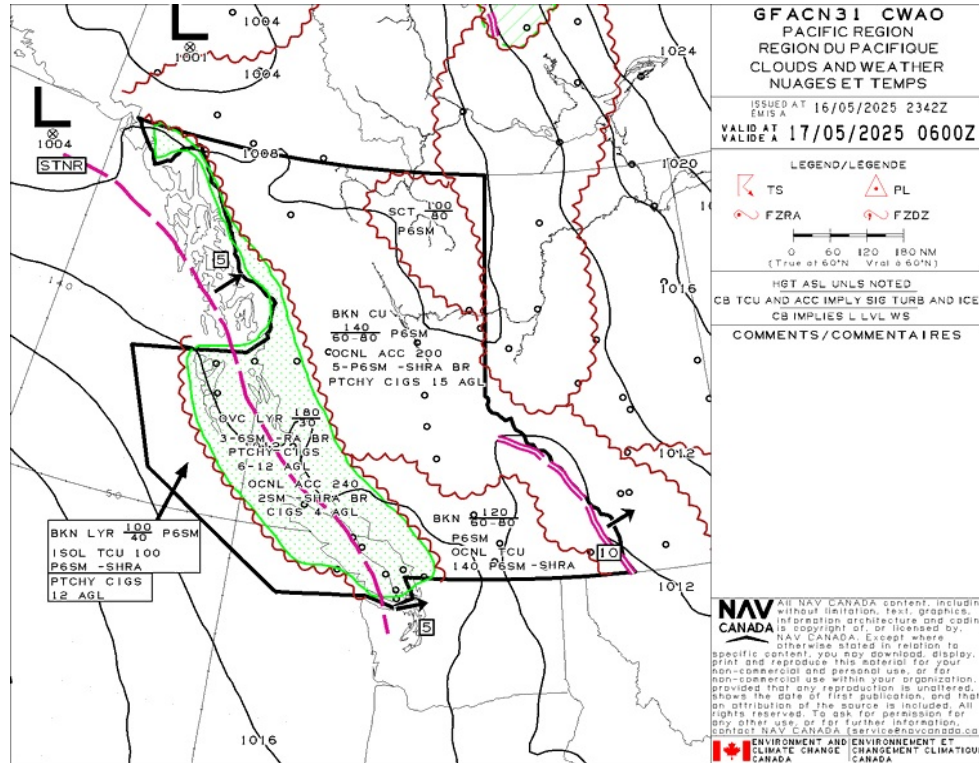 GFACN31 CWAO
PACIFIC REGION
REGION DU PACIFIQUE
CLOUDS AND WEATHER
NUAGES ET TEMPS
ISSUED AT
EMIS A
16/05/2025 2342Z
VALID AT
VALIDE A
17/05/2025 0600Z
LEGEND/LÉGENDE
TS
PL
FZRA
FZDZ
0 60 120 180 NM
(True at 60°N Vrai à 60°N)
HGT ASL UNLS NOTED
CB TCU AND ACC IMPLY SIG TURB AND ICE
CB IMPLIES L LVL WS
COMMENTS/COMMENTAIRES
L
1001
1004
1004
L
1004
STNR
1008
1024
1020
1016
1012
1012
1016
140
50
SCT 100
80
P6SM
5
BKN CU
140
60-80 P6SM
OCNL ACC 200
5-P6SM -SHRA BR
PTCHY CIGS 15 AGL
OVC LYR 180
30
3-6SM -RA BR
PTCHY CIGS
6-12 AGL
OCNL ACC 240
2SM -SHRA BR
CIGS 4 AGL
BKN 120
60-80
P6SM
OCNL TCU
140 P6SM -SHRA
10
5
BKN LYR 100
40 P6SM
ISOL TCU 100
P6SM -SHRA
PTCHY CIGS
12 AGL
NAV
CANADA
All NAV CANADA content, includin
without limitation, text, graphics,
information architecture and codin
is copyright of, or licensed by,
NAV CANADA. Except where
otherwise stated in relation to
specific content, you may download, display,
print and reproduce this material for your
non-commercial and personal use, or for
non-commercial use within your organization,
provided that any reproduction is unaltered,
shows the date of first publication, and that
an attribution of the source is included. All
rights reserved. To ask for permission for
any other use, or for further information,
contact NAV CANADA (service@navcanada.ca
ENVIRONMENT AND
CLIMATE CHANGE
CANADA
ENVIRONNEMENT ET
CHANGEMENT CLIMATIQU
CANADA